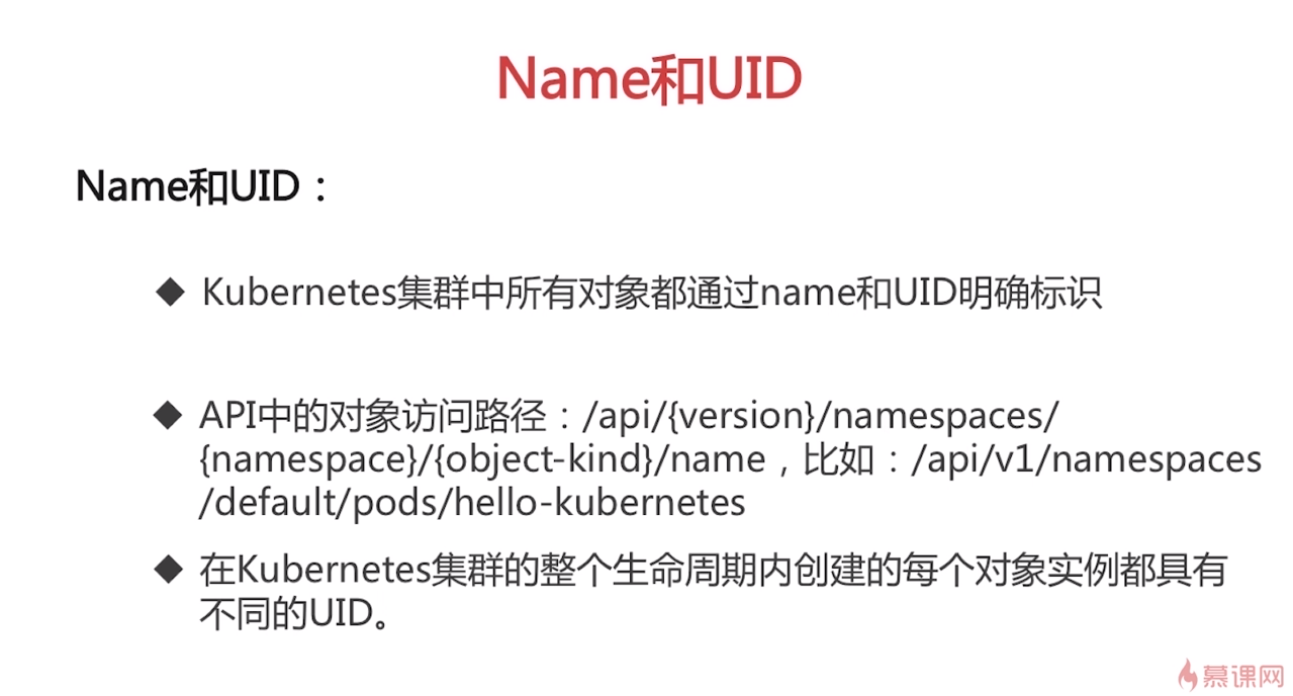 Name和UID
Name和UID：
◆ Kubernetes集群中所有对象都通过name和UID明确标识
◆ API中的对象访问路径：/api/{version}/namespaces/
{namespace}/{object-kind}/name，比如：/api/v1/namespaces
/default/pods/hello-kubernetes
◆ 在Kubernetes集群的整个生命周期内创建的每个对象实例都具有
不同的UID。
慕课网